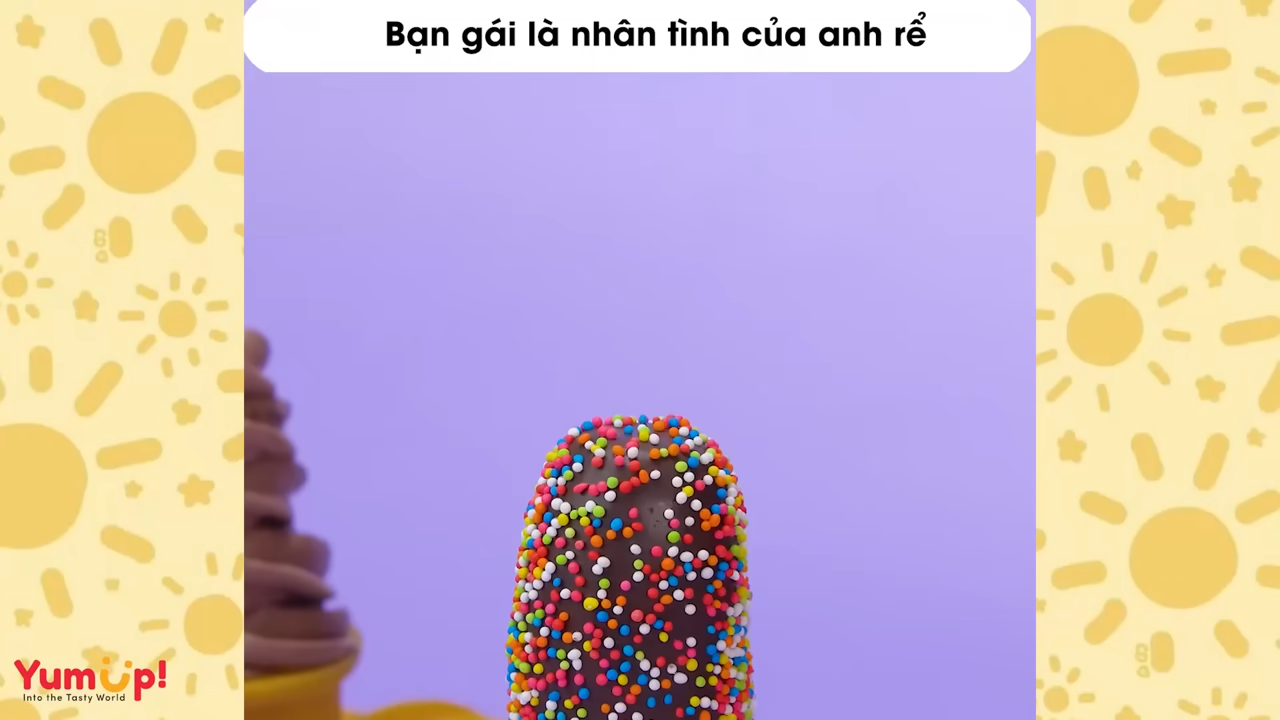 Bạn gái là nhân tình của anh rể
YumUp!
Into the Tasty World